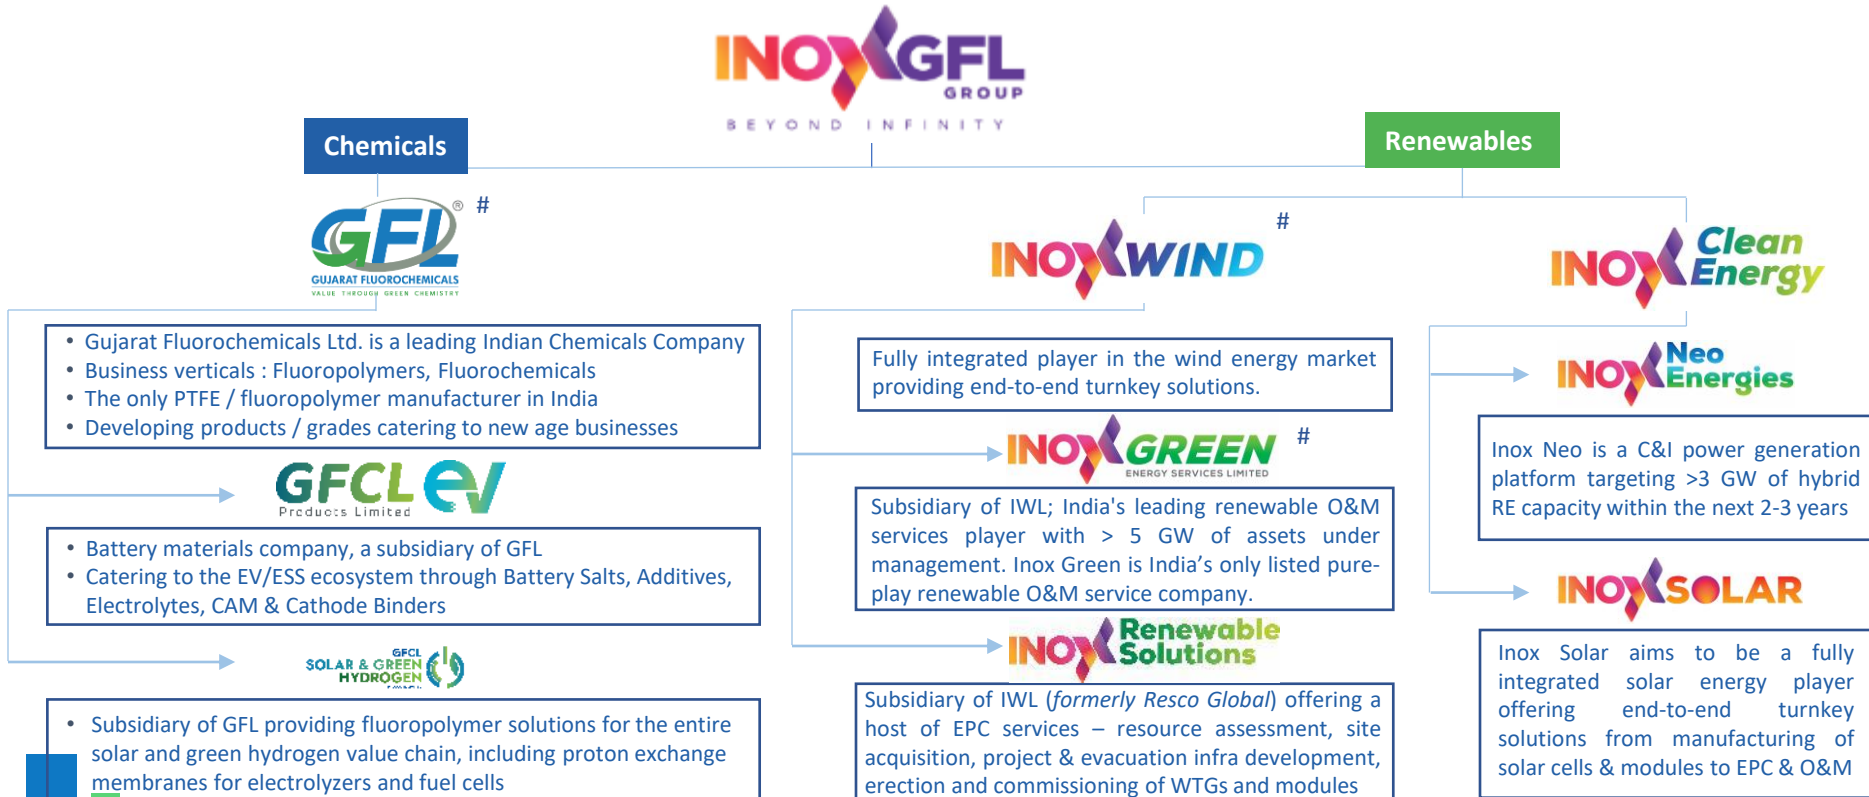 INOXGFL
GROUP
BEYOND INFINITY
Chemicals
Renewables
GFL ® #
GUJARAT FLUOROCHEMICALS
VALUE THROUGH GREEN CHEMISTRY
• Gujarat Fluorochemicals Ltd. is a leading Indian Chemicals Company
• Business verticals : Fluoropolymers, Fluorochemicals
• The only PTFE / fluoropolymer manufacturer in India
• Developing products / grades catering to new age businesses
GFCL eV
Products Limited
• Battery materials company, a subsidiary of GFL
• Catering to the EV/ESS ecosystem through Battery Salts, Additives,
Electrolytes, CAM & Cathode Binders
GFCL
SOLAR & GREEN
HYDROGEN
• Subsidiary of GFL providing fluoropolymer solutions for the entire
solar and green hydrogen value chain, including proton exchange
membranes for electrolyzers and fuel cells
INOXWIND #
Fully integrated player in the wind energy market
providing end-to-end turnkey solutions.
INOXGREEN #
ENERGY SERVICES LIMITED
Subsidiary of IWL; India's leading renewable O&M
services player with > 5 GW of assets under
management. Inox Green is India’s only listed pure-
play renewable O&M service company.
INOX Renewable
Solutions
Subsidiary of IWL (formerly Resco Global) offering a
host of EPC services – resource assessment, site
acquisition, project & evacuation infra development,
erection and commissioning of WTGs and modules
INOX Clean
Energy
INOX Neo
Energies
Inox Neo is a C&I power generation
platform targeting >3 GW of hybrid
RE capacity within the next 2-3 years
INOXSOLAR
Inox Solar aims to be a fully
integrated solar energy player
offering end-to-end turnkey
solutions from manufacturing of
solar cells & modules to EPC & O&M